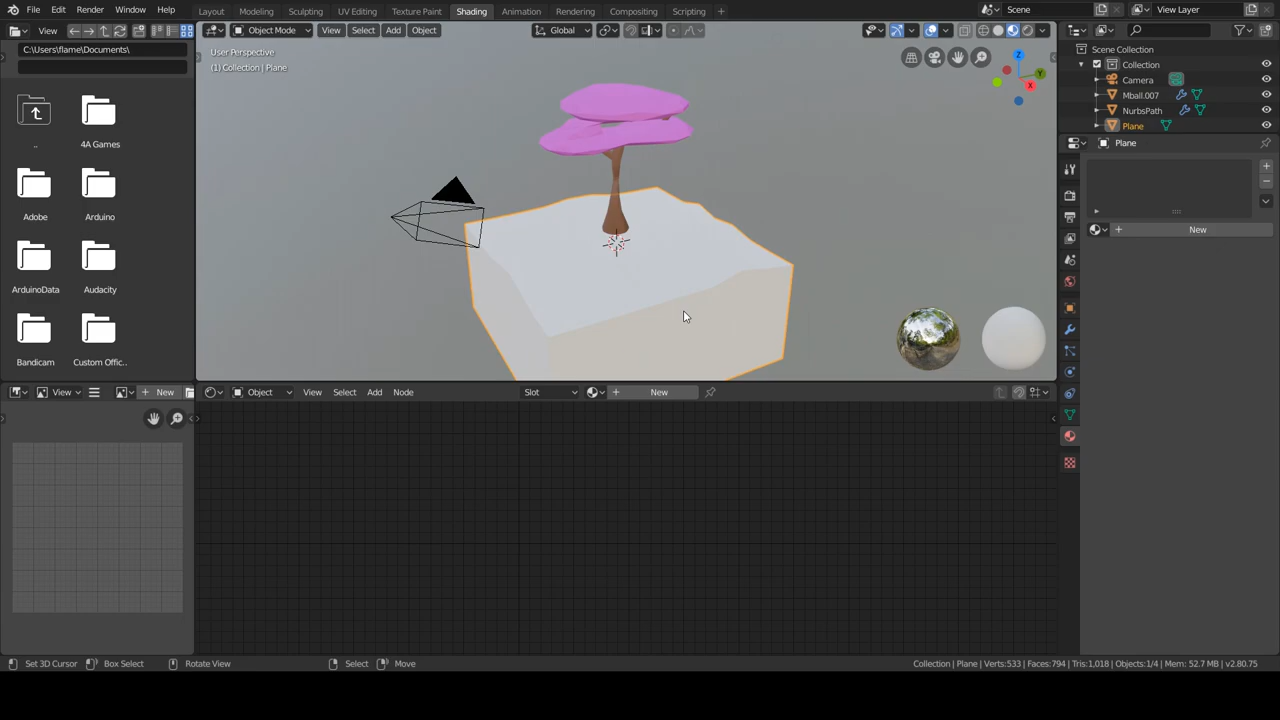 File Edit Render Window Help Layout Modeling Sculpting UV Editing Texture Paint Shading Animation Rendering Compositing Scripting + Scene View Layer
View Object Mode View Select Add Object Global
C:\Users\flame\Documents\
User Perspective
(1) Collection | Plane
Z
Y
X
Scene Collection
Collection
Camera
Mball.007
NurbsPath
Plane
Plane
.. 4A Games
Adobe Arduino
ArduinoData Audacity
Bandicam Custom Offic...
New
View New Object View Select Add Node Slot New
Set 3D Cursor Box Select Rotate View Select Move Collection | Plane | Verts:533 | Faces:794 | Tris:1,018 | Objects:1/4 | Mem: 52.7 MB | v2.80.75